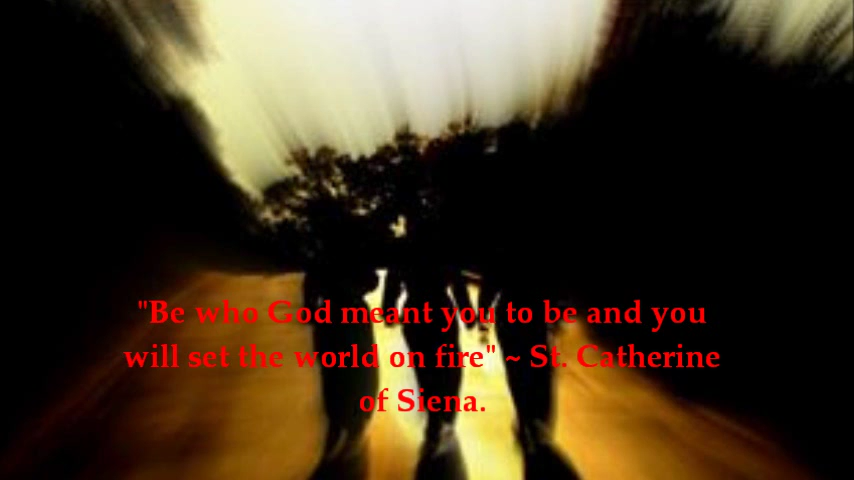 "Be who God meant you to be and you
will set the world on fire" ~ St. Catherine
of Siena.